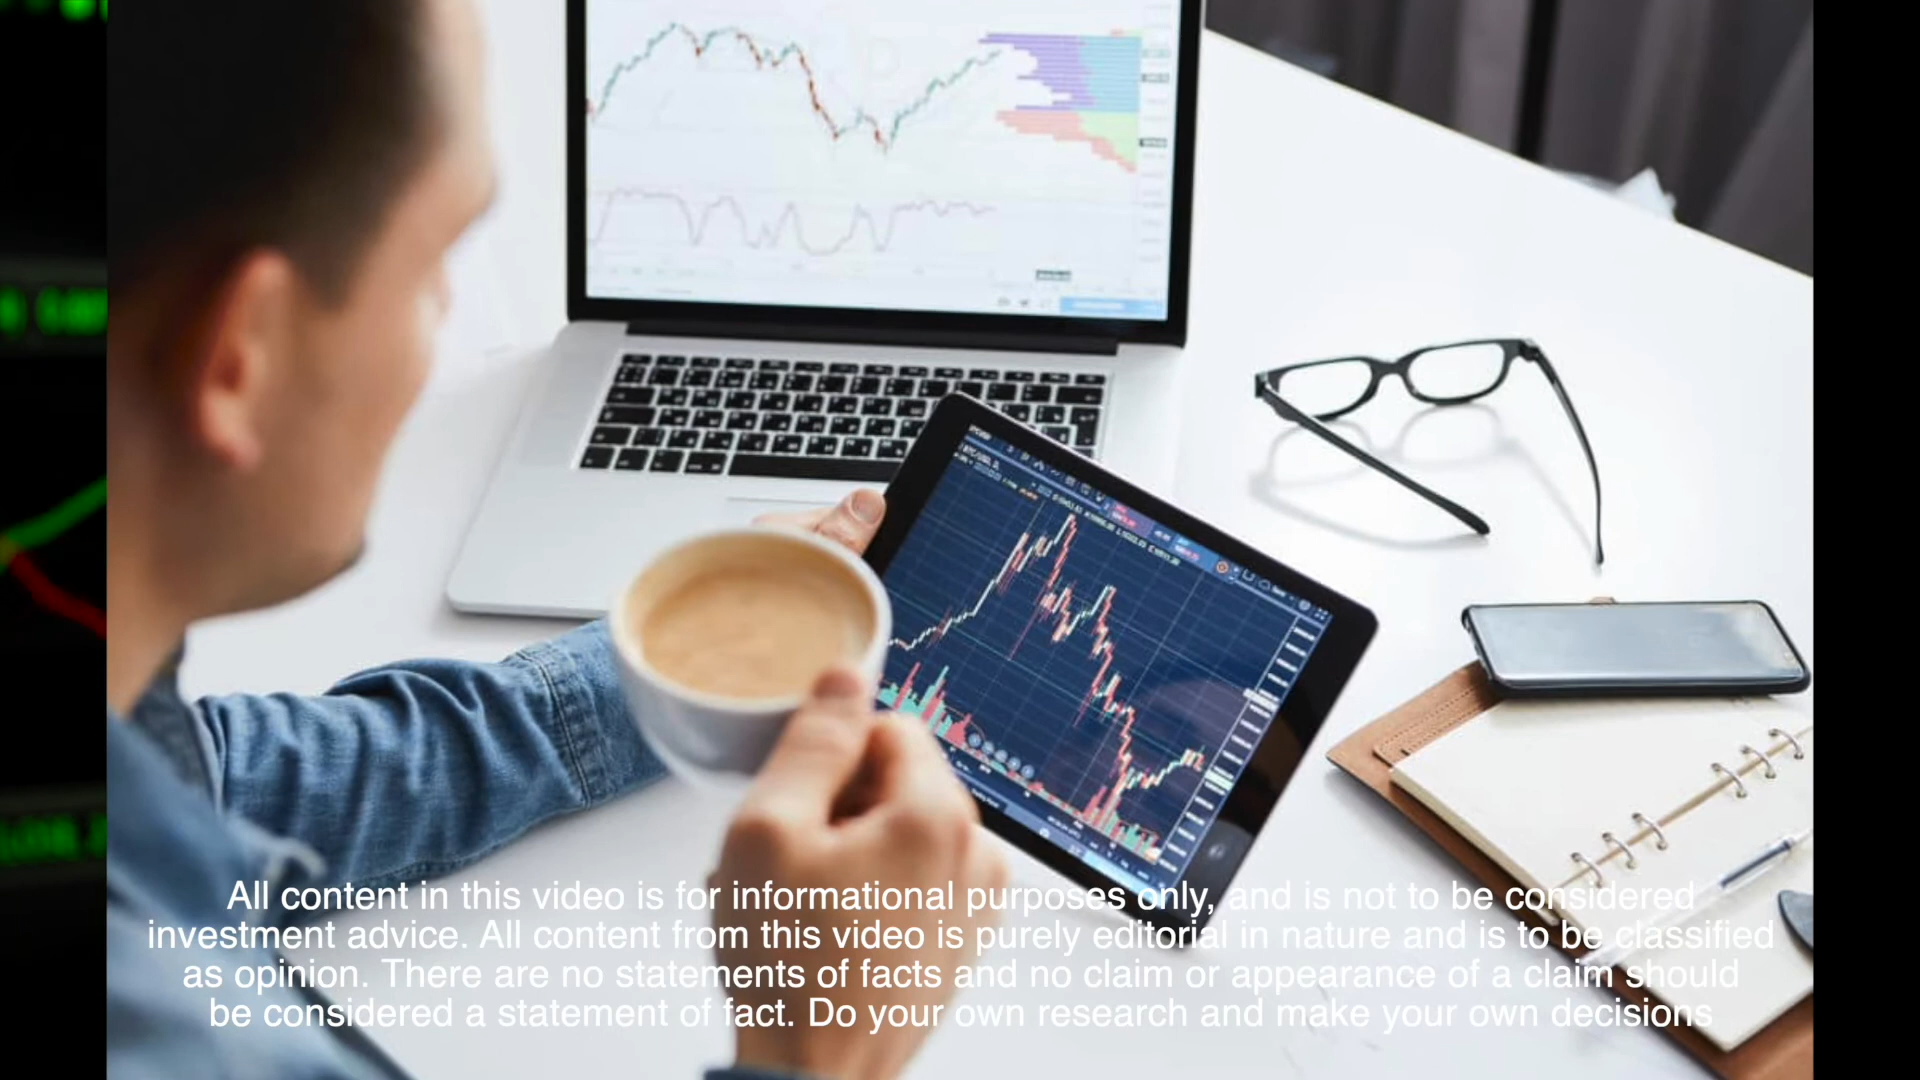 All content in this video is for informational purposes only, and is not to be considered
investment advice. All content from this video is purely editorial in nature and is to be classified
as opinion. There are no statements of facts and no claim or appearance of a claim should
be considered a statement of fact. Do your own research and make your own decisions